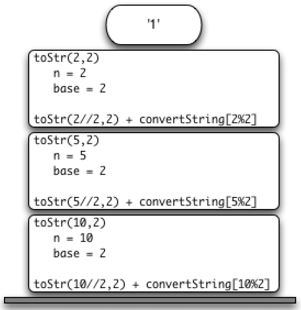 '1'
toStr(2,2)
n = 2
base = 2
toStr(2//2,2) + convertString[2%2]
toStr(5,2)
n = 5
base = 2
toStr(5//2,2) + convertString[5%2]
toStr(10,2)
n = 10
base = 2
toStr(10//2,2) + convertString[10%2]